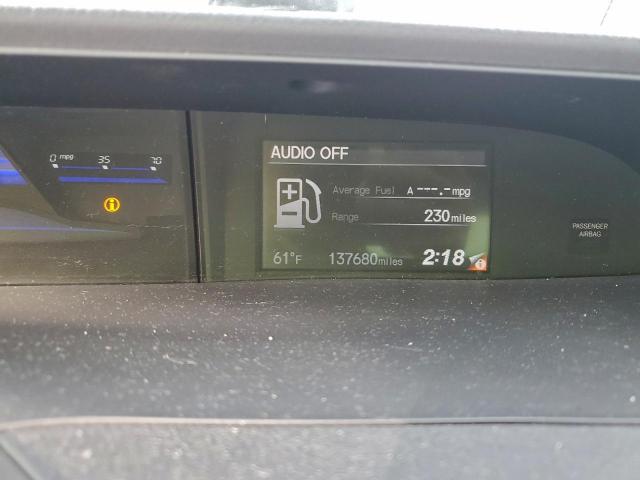 0 mpg 35 70
AUDIO OFF
Average Fuel A ---.- mpg
Range 230 miles
61°F 137680 miles 2:18
PASSENGER
AIRBAG